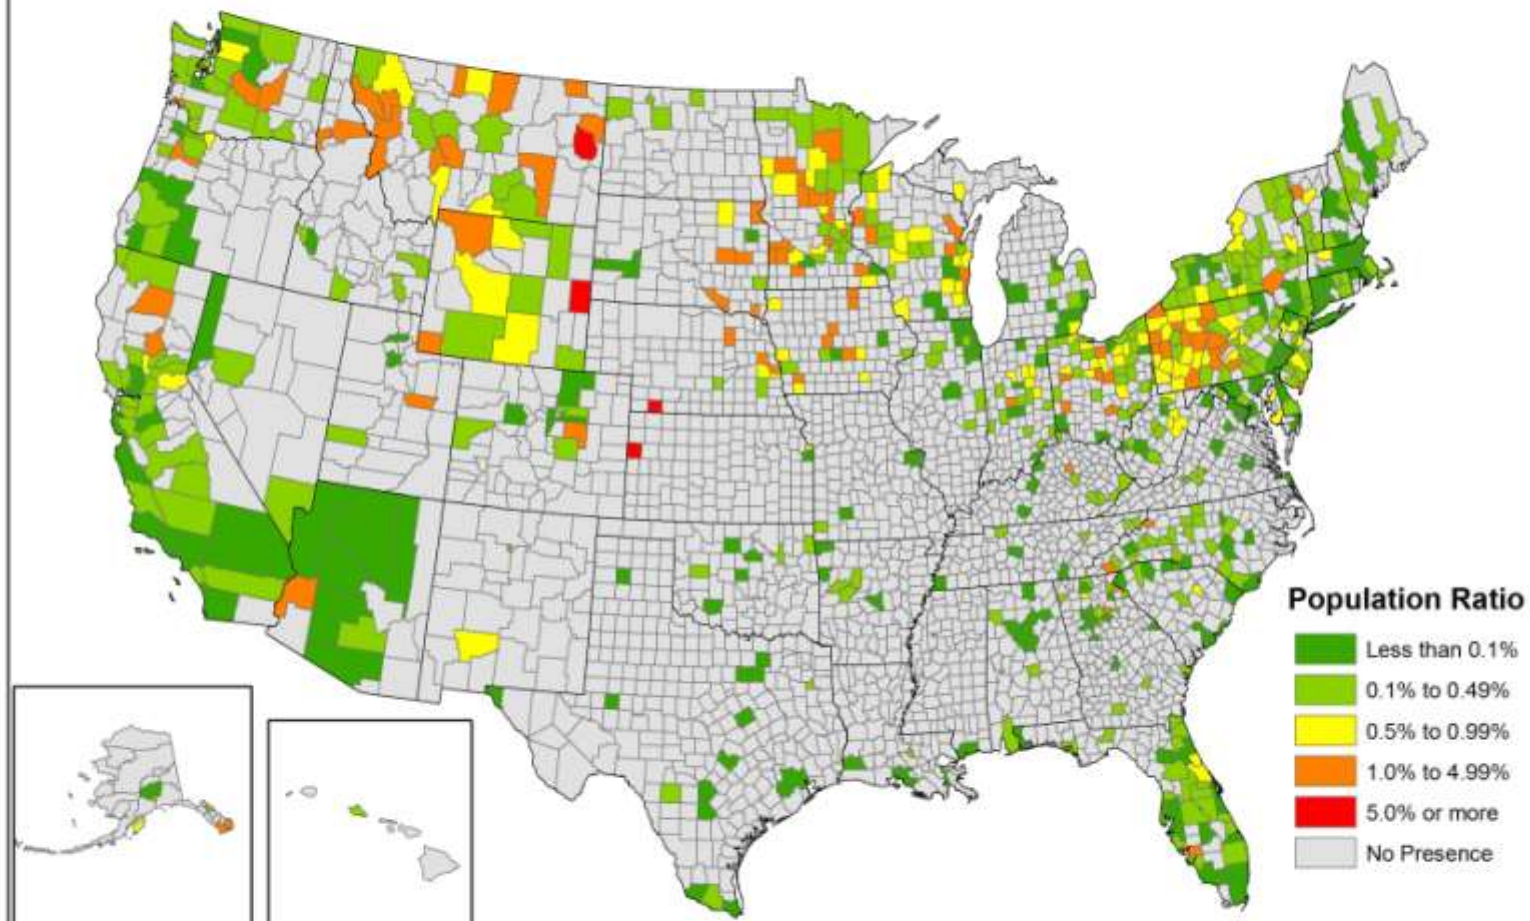 Population Ratio
Less than 0.1%
0.1% to 0.49%
0.5% to 0.99%
1.0% to 4.99%
5.0% or more
No Presence